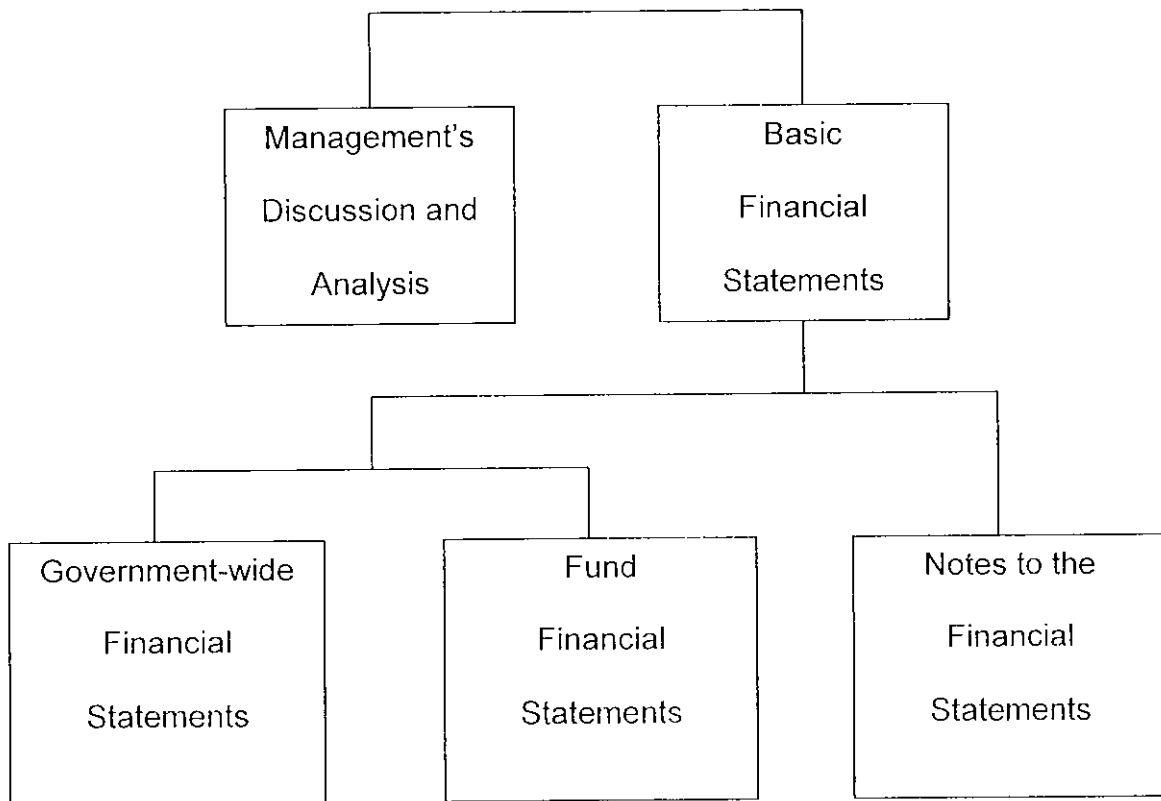 Management's
Discussion and
Analysis
Basic
Financial
Statements
Government-wide
Financial
Statements
Fund
Financial
Statements
Notes to the
Financial
Statements